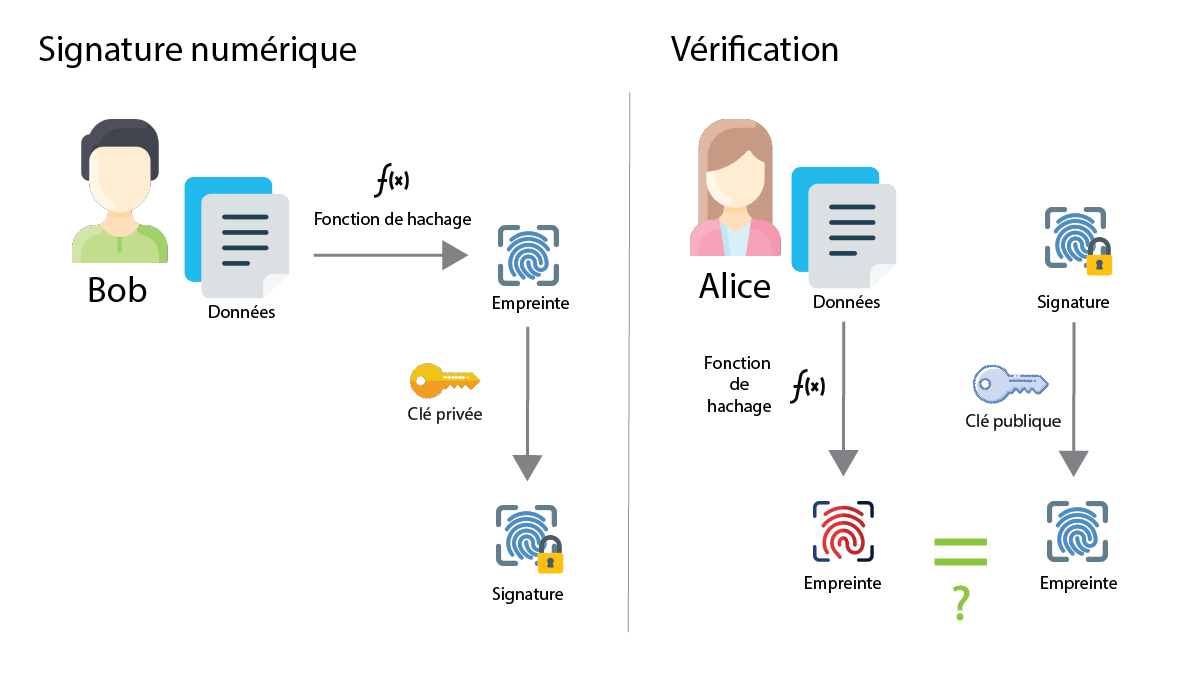 Signature numérique
Bob
Données
f(x)
Fonction de hachage
Empreinte
Clé privée
Signature
Vérification
Alice
Données
Signature
Fonction
de
hachage
f(x)
Clé publique
Empreinte
=
?
Empreinte